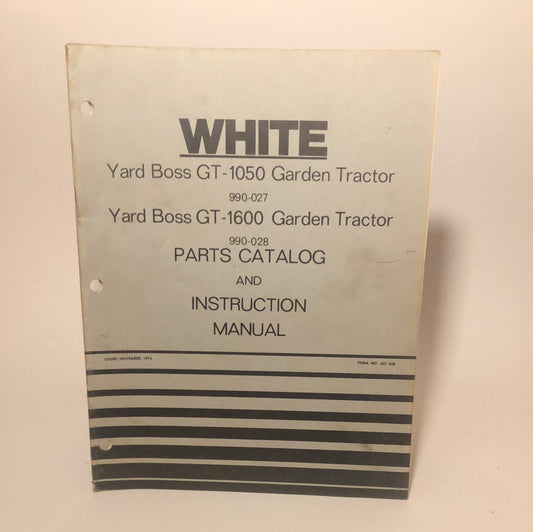 WHITE
Yard Boss GT-1050 Garden Tractor
990-027
Yard Boss GT-1600 Garden Tractor
990-028
PARTS CATALOG
AND
INSTRUCTION
MANUAL
ISSUED NOVEMBER, 1974
FORM NO.